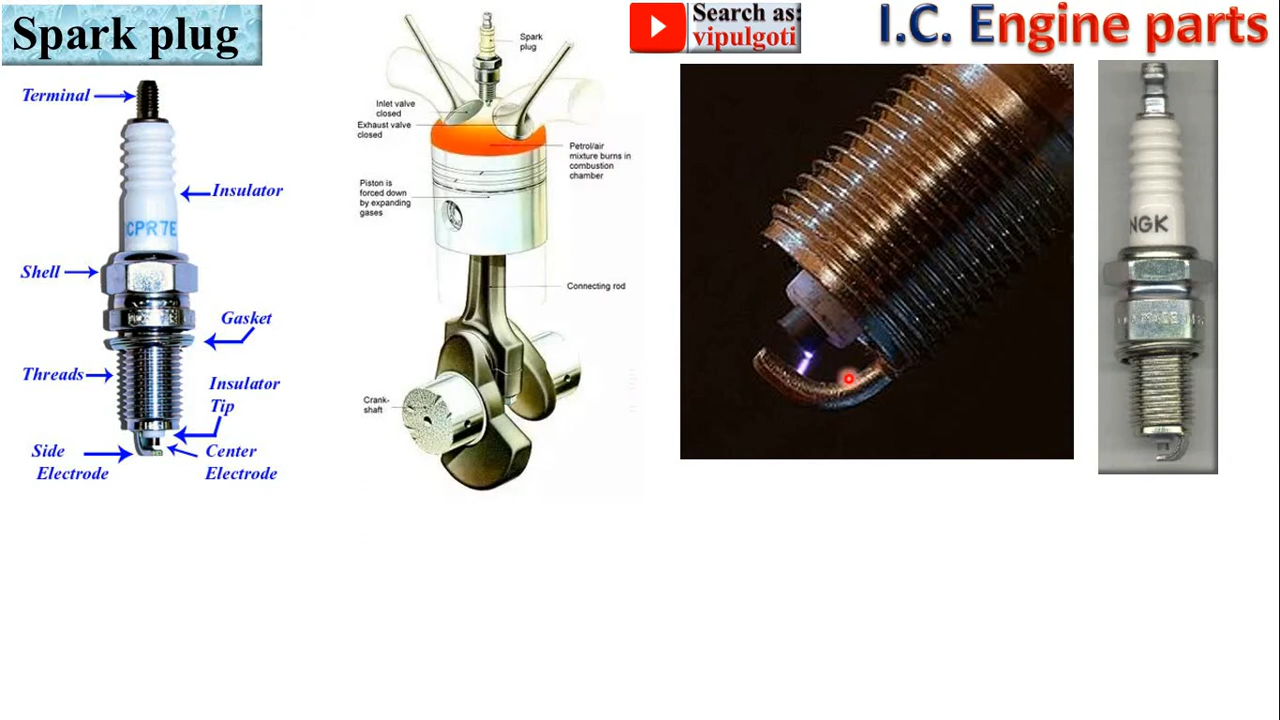 Spark plug
Terminal
Insulator
CPR7E
Shell
Gasket
Threads
Insulator
Tip
Side
Electrode
Center
Electrode
Spark
plug
Inlet valve
closed
Exhaust valve
closed
Petrol/air
mixture burns in
combustion
chamber
Piston is
forced down
by expanding
gases
Connecting rod
Crank-
shaft
Search as:
vipulgoti
I.C. Engine parts
NGK